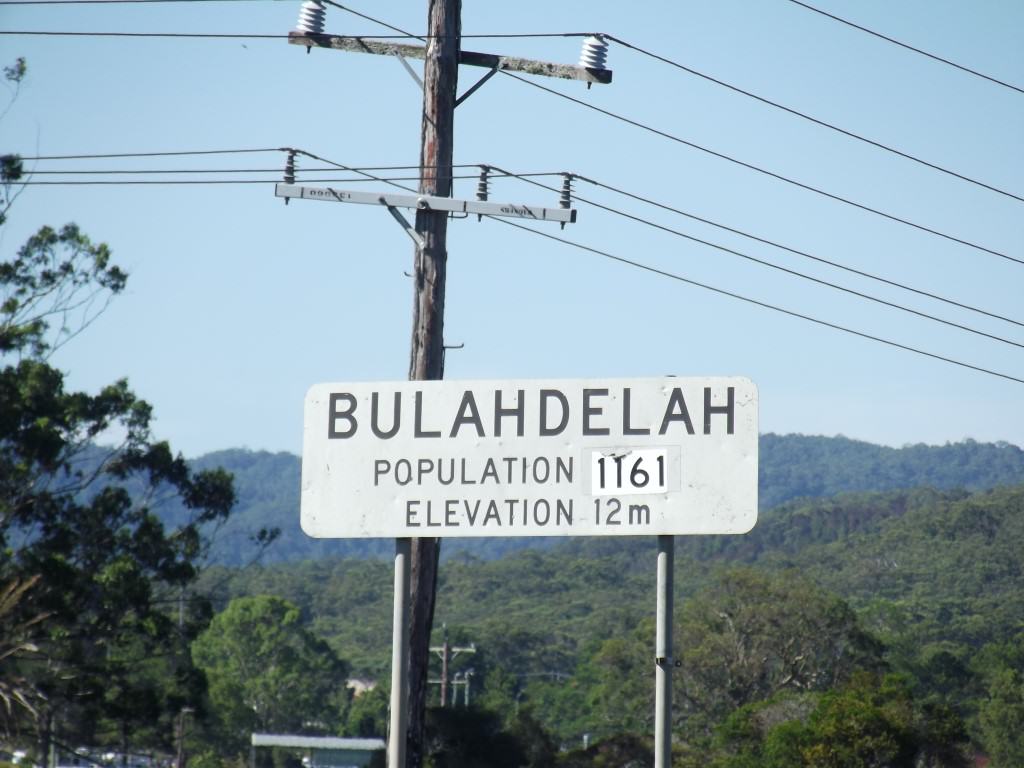 BULAHDELAH
POPULATION 1161
ELEVATION 12m